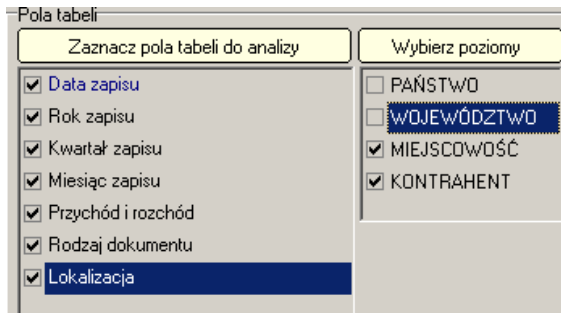 Pola tabeli
Zaznacz pola tabeli do analizy
Wybierz poziomy
Data zapisu
Rok zapisu
Kwartał zapisu
Miesiąc zapisu
Przychód i rozchód
Rodzaj dokumentu
Lokalizacja
PAŃSTWO
WOJEWÓDZTWO
MIEJSCOWOŚĆ
KONTRAHENT